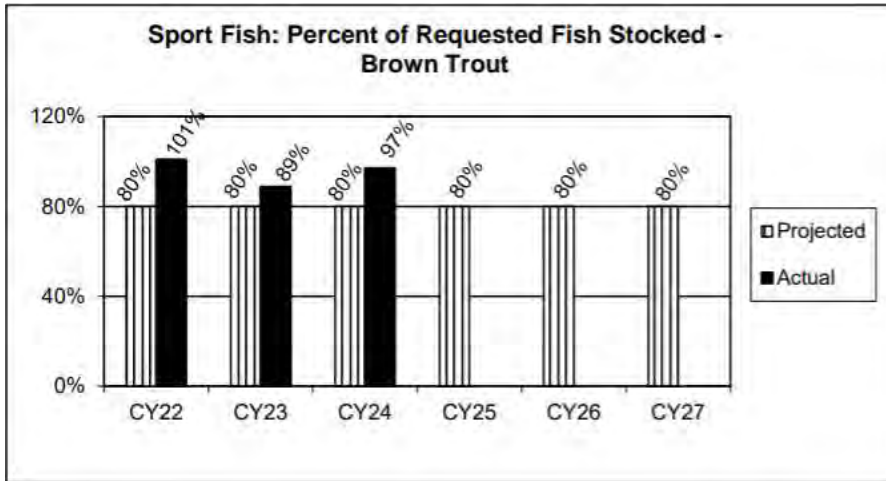 Sport Fish: Percent of Requested Fish Stocked -
Brown Trout
120%
80%
40%
0%
80%
101%
80%
89%
80%
97%
80%
80%
80%
CY22
CY23
CY24
CY25
CY26
CY27
Projected
Actual